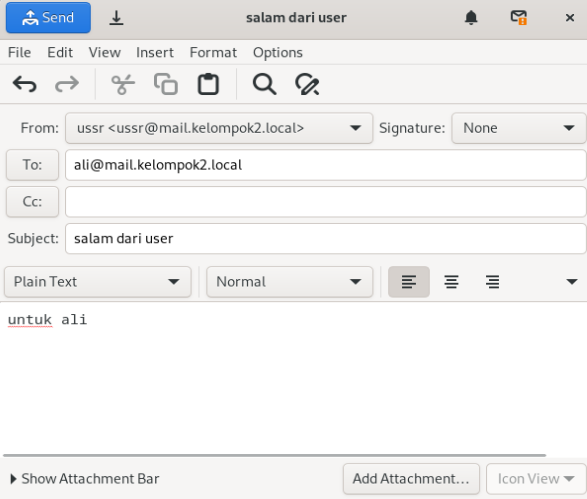 Send salam dari user
File Edit View Insert Format Options
From: ussr <ussr@mail.kelompok2.local> Signature: None
To: ali@mail.kelompok2.local
Cc:
Subject: salam dari user
Plain Text Normal
untuk ali
Show Attachment Bar Add Attachment... Icon View